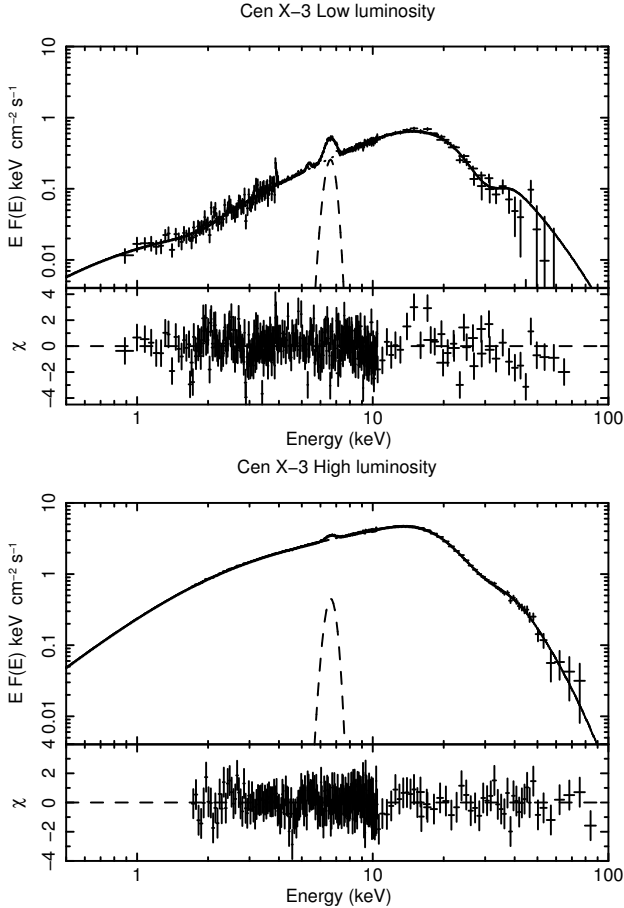 Cen X−3 Low luminosity
E F(E) keV cm⁻² s⁻¹
10
1
0.1
0.01
χ
4
2
0
−2
−4
1 10 100
Energy (keV)
Cen X−3 High luminosity
E F(E) keV cm⁻² s⁻¹
10
1
0.1
0.01
χ
4
2
0
−2
−4
1 10 100
Energy (keV)